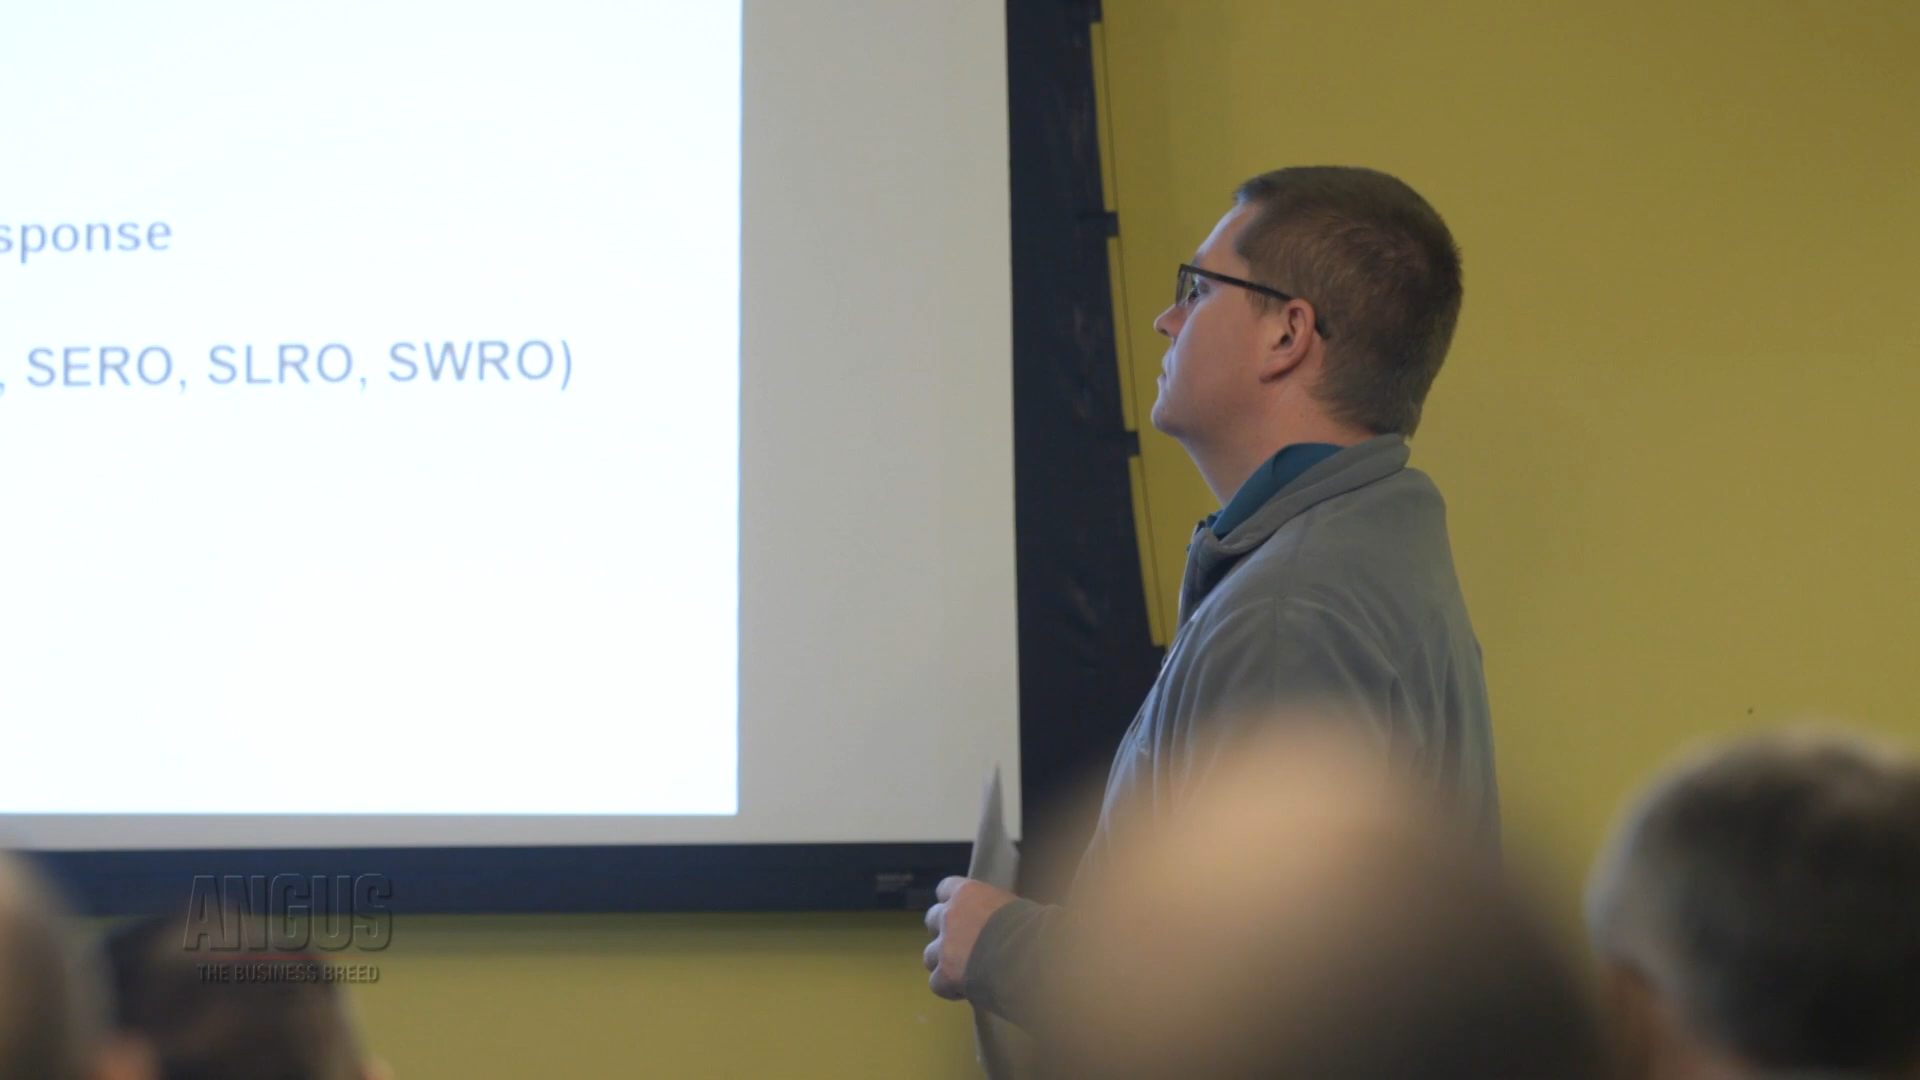 sponse
, SERO, SLRO, SWRO)
ANGUS
THE BUSINESS BREED